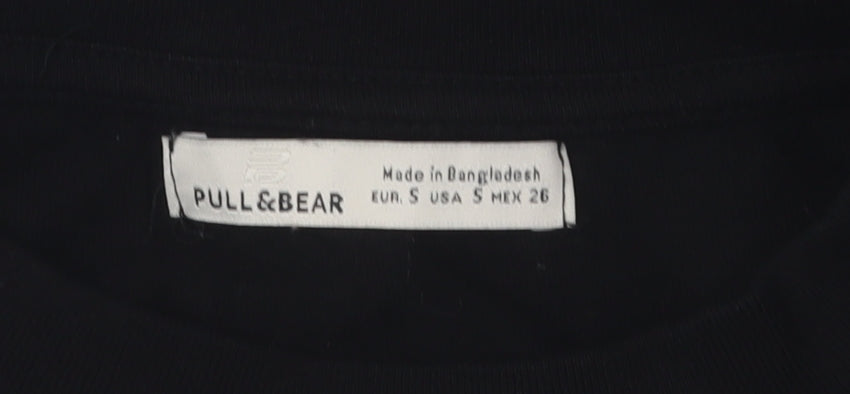 PULL&BEAR
Made in Bangladesh
EUR. S USA S MEX 26